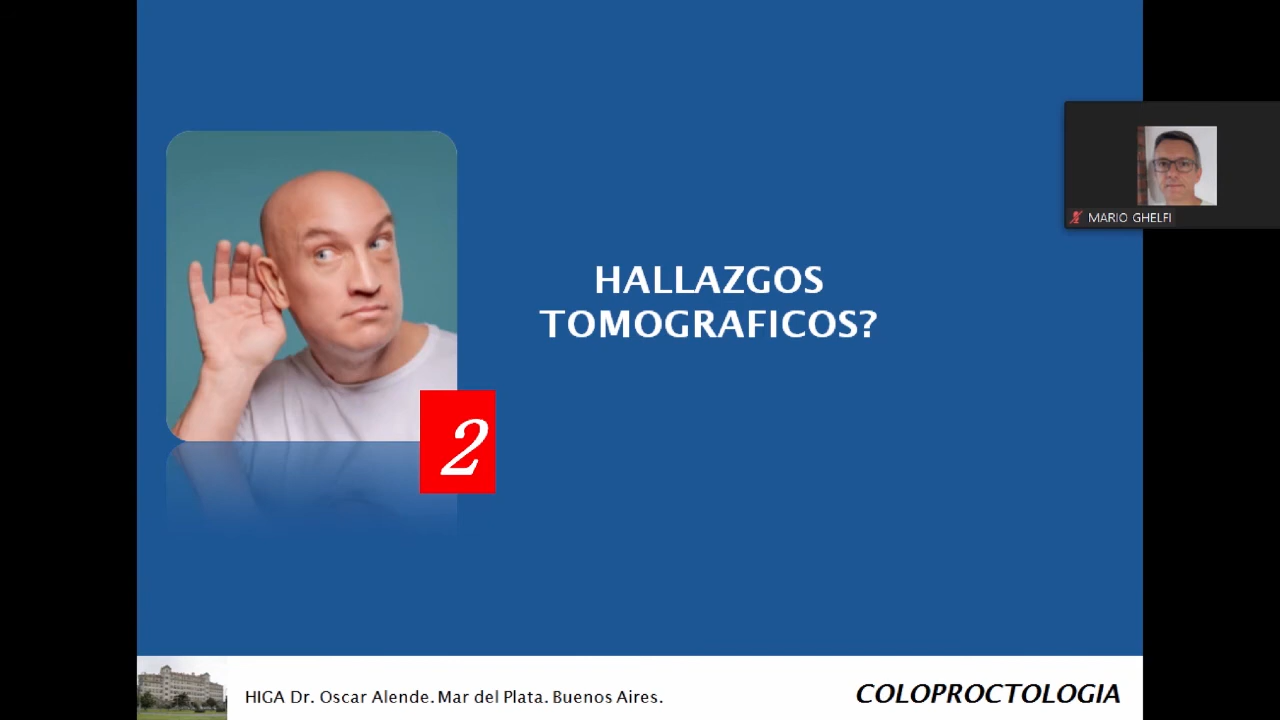 HALLAZGOS
TOMOGRAFICOS?
MARIO GHELFI
2
HIGA Dr. Oscar Alende. Mar del Plata. Buenos Aires.
COLOPROCTOLOGIA